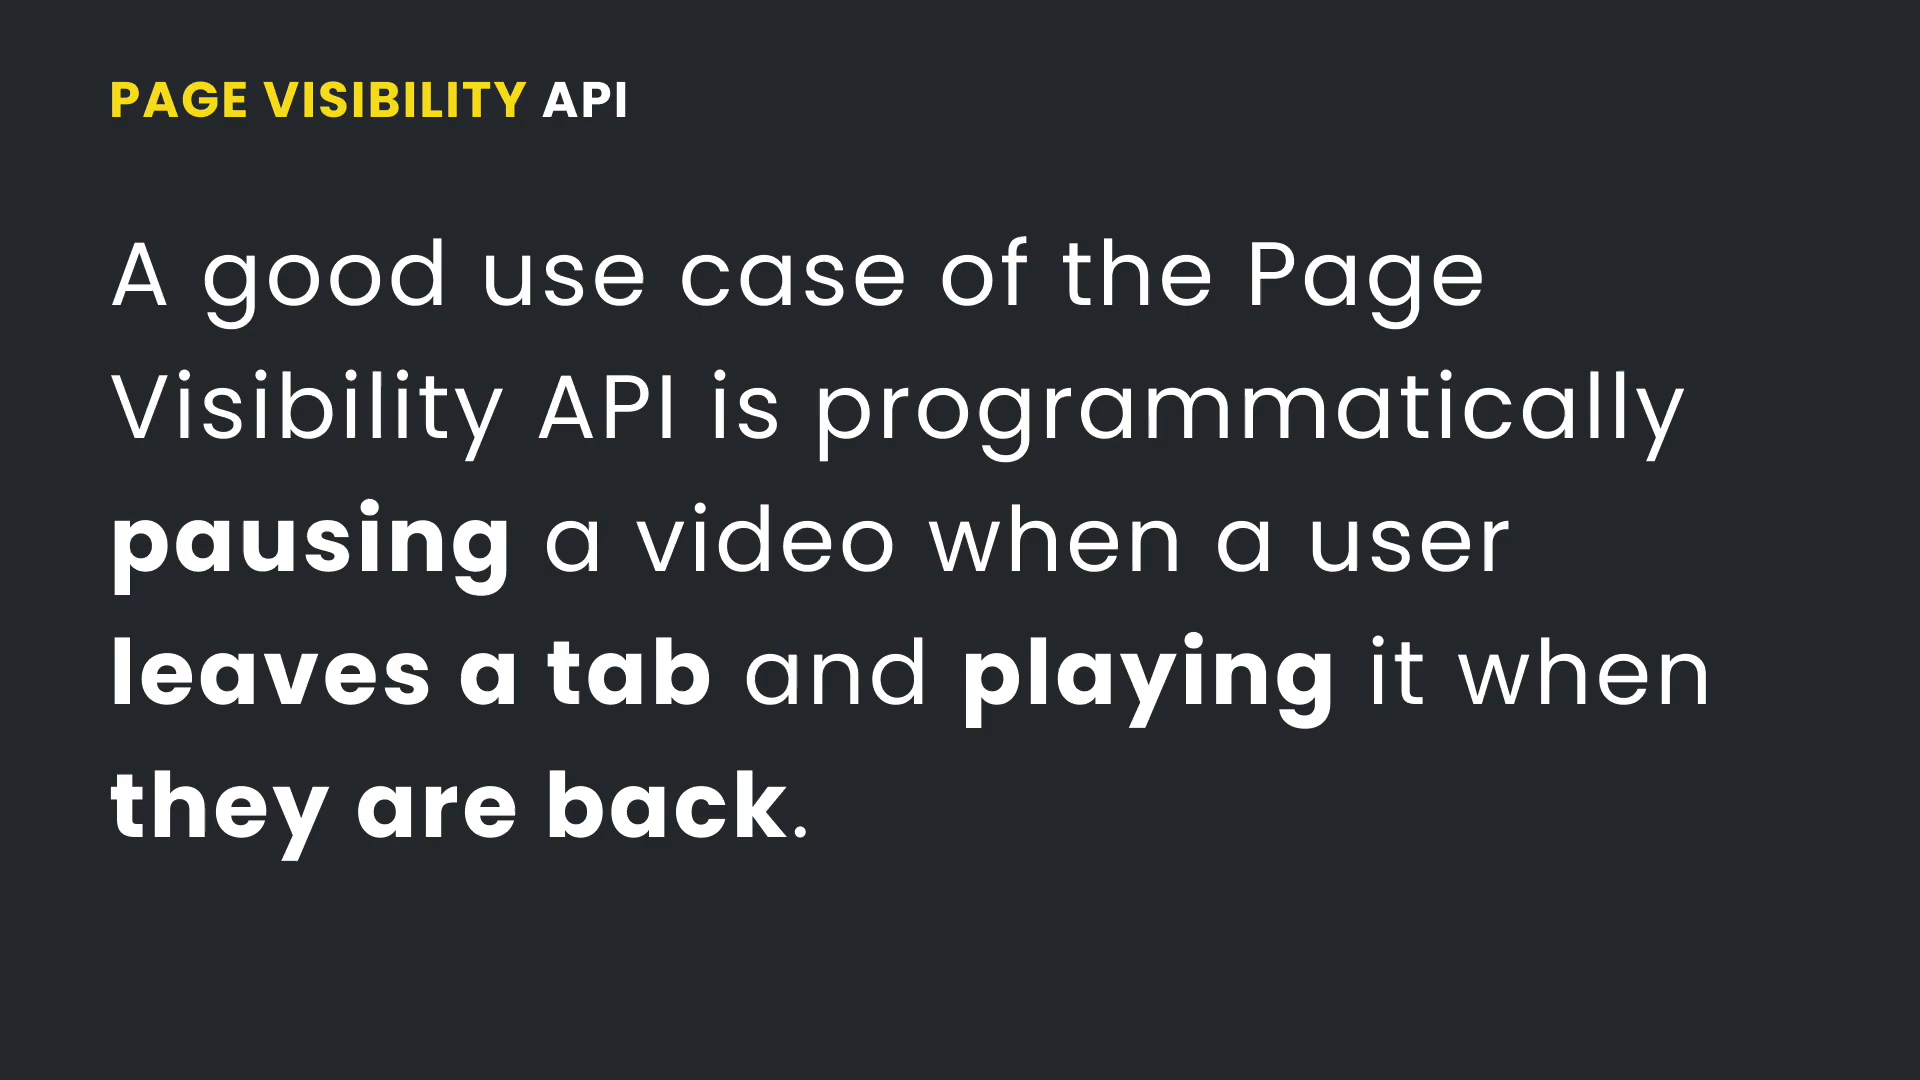 PAGE VISIBILITY API
A good use case of the Page
Visibility API is programmatically
pausing a video when a user
leaves a tab and playing it when
they are back.